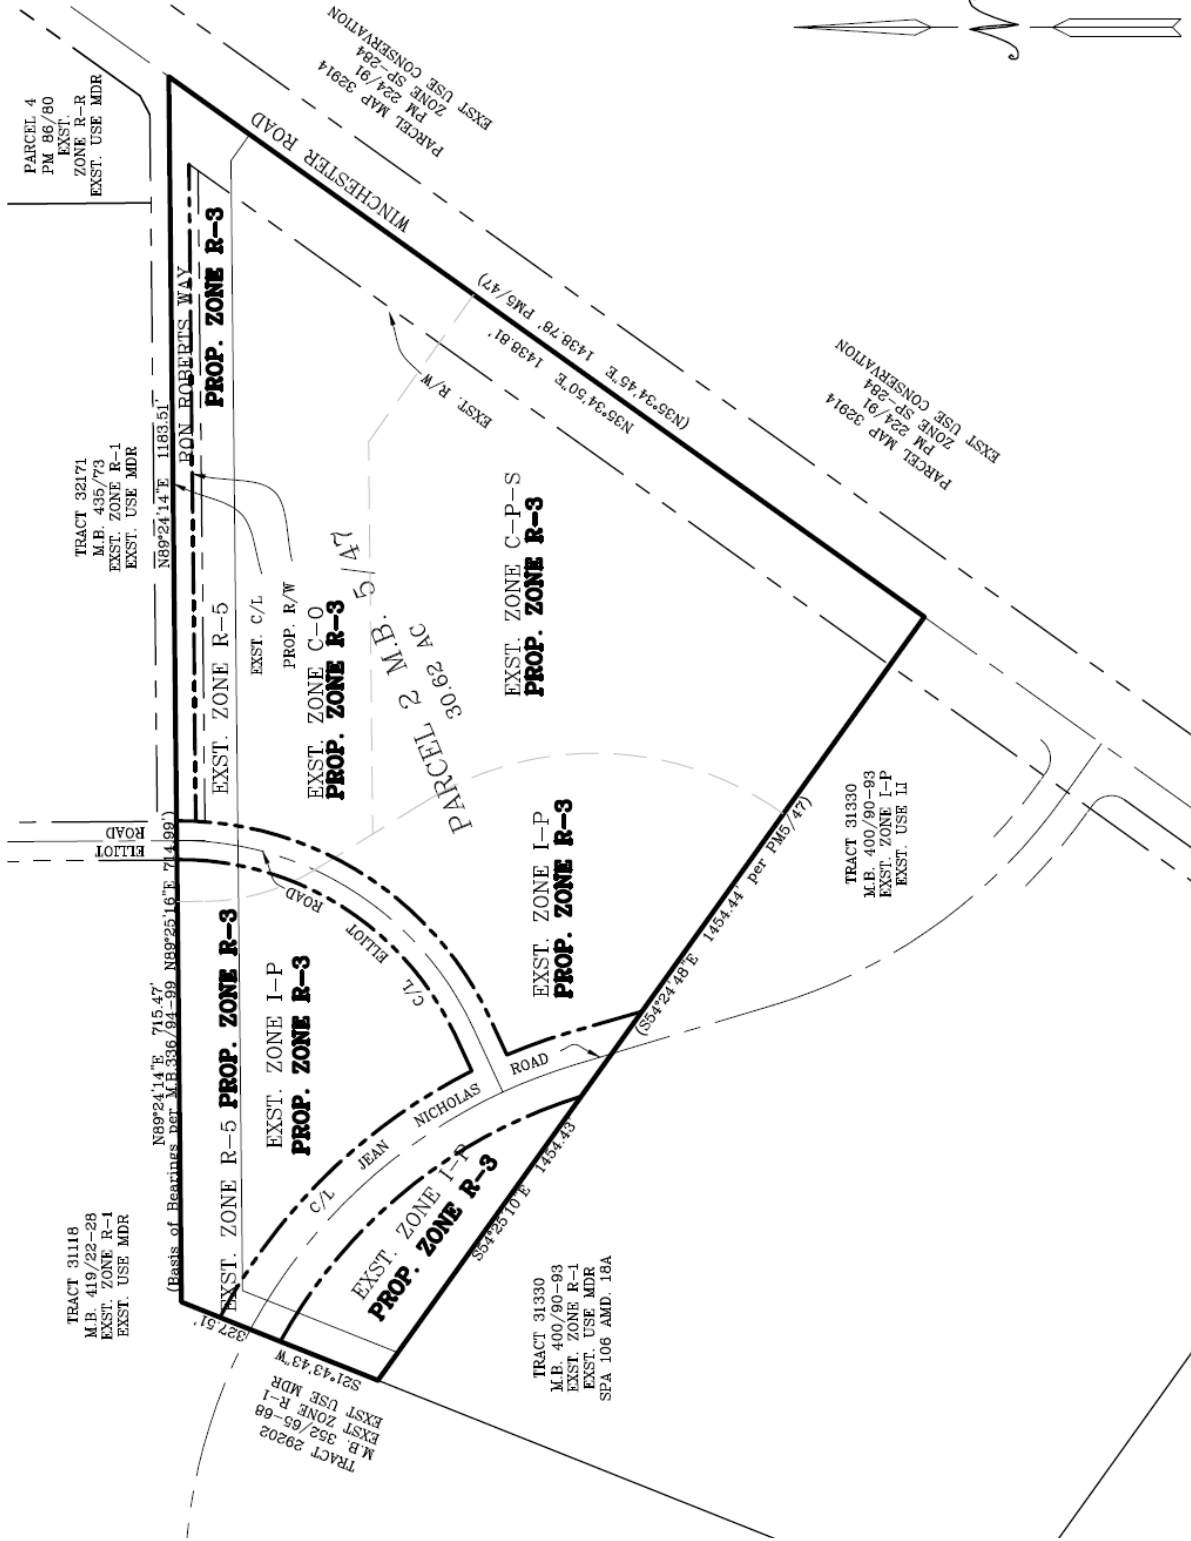 PARCEL 4
PM 86/80
EXST.
ZONE R-R
EXST. USE MDR
PARCEL MAP 32914
PM 224/91
ZONE SP-284
EXST USE CONSERVATION
WINCHESTER ROAD
RON ROBERTS WAY
PROP. ZONE R-3
TRACT 32171
M.B. 435/73
EXST. ZONE R-1
EXST. USE MDR
N89°24'14"E 1183.51'
EXST. R/W
N35°34'50"E 1438.81'
(N35°34'45"E 1438.78' PM5/47)
PARCEL MAP 32914
PM 224/91
ZONE SP-284
EXST USE CONSERVATION
EXST. ZONE R-5
EXST. C/L
PROP. R/W
EXST. ZONE C-O
PROP. ZONE R-3
PARCEL 2 M.B. 5/47
30.62 AC
EXST. ZONE C-P-S
PROP. ZONE R-3
ELLIOT
ROAD
N89°24'14"E 715.47'
(Basis of Bearings per M.B.336/94-99 N89°25'16"E 714.99')
ELLIOT ROAD
C/L
EXST. ZONE R-5 PROP. ZONE R-3
EXST. ZONE I-P
PROP. ZONE R-3
EXST. ZONE I-P
PROP. ZONE R-3
TRACT 31330
M.B. 400/90-93
EXST. ZONE I-P
EXST. USE LI
C/L JEAN NICHOLAS ROAD
EXST. ZONE I-P
PROP. ZONE R-3
S54°25'10"E 1454.43'
(S54°24'48"E 1454.44' per PM5/47)
TRACT 31118
M.B. 419/22-28
EXST. ZONE R-1
EXST. USE MDR
S21°43'43"W 327.51'
TRACT 29202
M.B. 352/65-68
EXST ZONE R-1
EXST USE MDR
TRACT 31330
M.B. 400/90-93
EXST. ZONE R-1
EXST. USE MDR
SPA 106 AMD. 18A
N